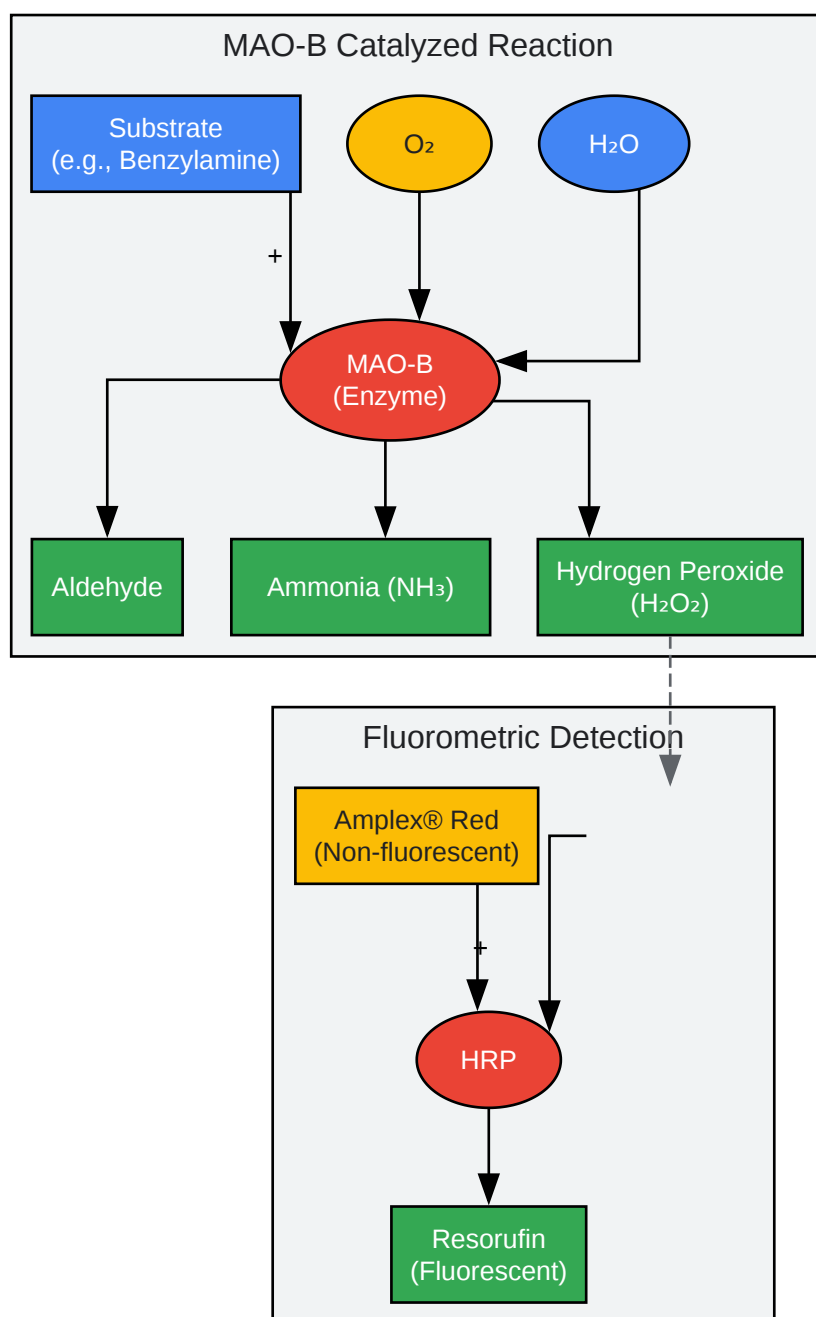 MAO-B Catalyzed Reaction
Substrate
(e.g., Benzylamine)
O₂
H₂O
+
MAO-B
(Enzyme)
Aldehyde
Ammonia (NH₃)
Hydrogen Peroxide
(H₂O₂)
Fluorometric Detection
Amplex® Red
(Non-fluorescent)
+
HRP
Resorufin
(Fluorescent)